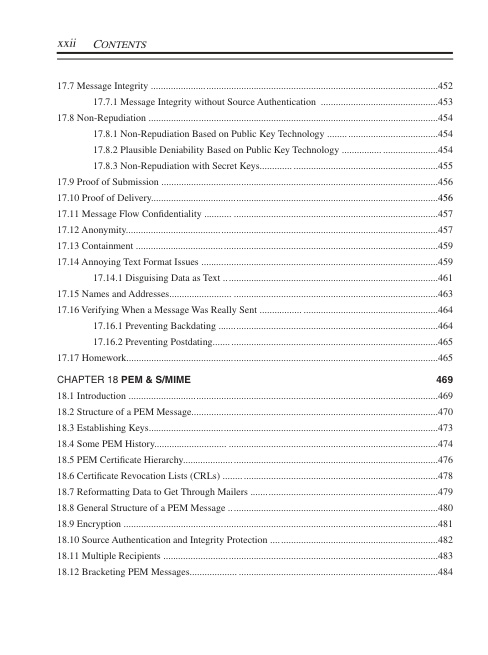 xxii CONTENTS
17.7 Message Integrity ....................................................................................................................452
17.7.1 Message Integrity without Source Authentication ................................................453
17.8 Non-Repudiation .....................................................................................................................454
17.8.1 Non-Repudiation Based on Public Key Technology .............................................454
17.8.2 Plausible Deniability Based on Public Key Technology .......................................454
17.8.3 Non-Repudiation with Secret Keys........................................................................455
17.9 Proof of Submission ................................................................................................................456
17.10 Proof of Delivery....................................................................................................................456
17.11 Message Flow Confidentiality ...............................................................................................457
17.12 Anonymity..............................................................................................................................457
17.13 Containment ...........................................................................................................................459
17.14 Annoying Text Format Issues ................................................................................................459
17.14.1 Disguising Data as Text .......................................................................................461
17.15 Names and Addresses.............................................................................................................463
17.16 Verifying When a Message Was Really Sent .........................................................................464
17.16.1 Preventing Backdating .........................................................................................464
17.16.2 Preventing Postdating...........................................................................................465
17.17 Homework..............................................................................................................................465
CHAPTER 18 PEM & S/MIME 469
18.1 Introduction .............................................................................................................................469
18.2 Structure of a PEM Message...................................................................................................470
18.3 Establishing Keys.....................................................................................................................473
18.4 Some PEM History..................................................................................................................474
18.5 PEM Certificate Hierarchy.......................................................................................................476
18.6 Certificate Revocation Lists (CRLs) .......................................................................................478
18.7 Reformatting Data to Get Through Mailers ............................................................................479
18.8 General Structure of a PEM Message .....................................................................................480
18.9 Encryption ...............................................................................................................................481
18.10 Source Authentication and Integrity Protection ....................................................................482
18.11 Multiple Recipients ...............................................................................................................483
18.12 Bracketing PEM Messages.....................................................................................................484